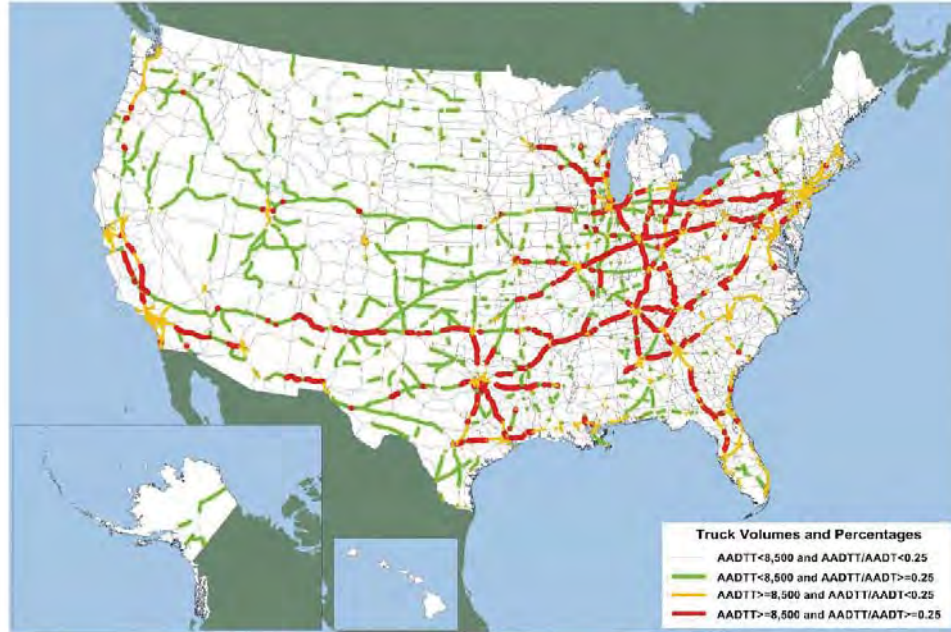 Truck Volumes and Percentages
AADTT<8,500 and AADTT/AADT<0.25
AADTT<8,500 and AADTT/AADT>=0.25
AADTT>=8,500 and AADTT/AADT<0.25
AADTT>=8,500 and AADTT/AADT>=0.25